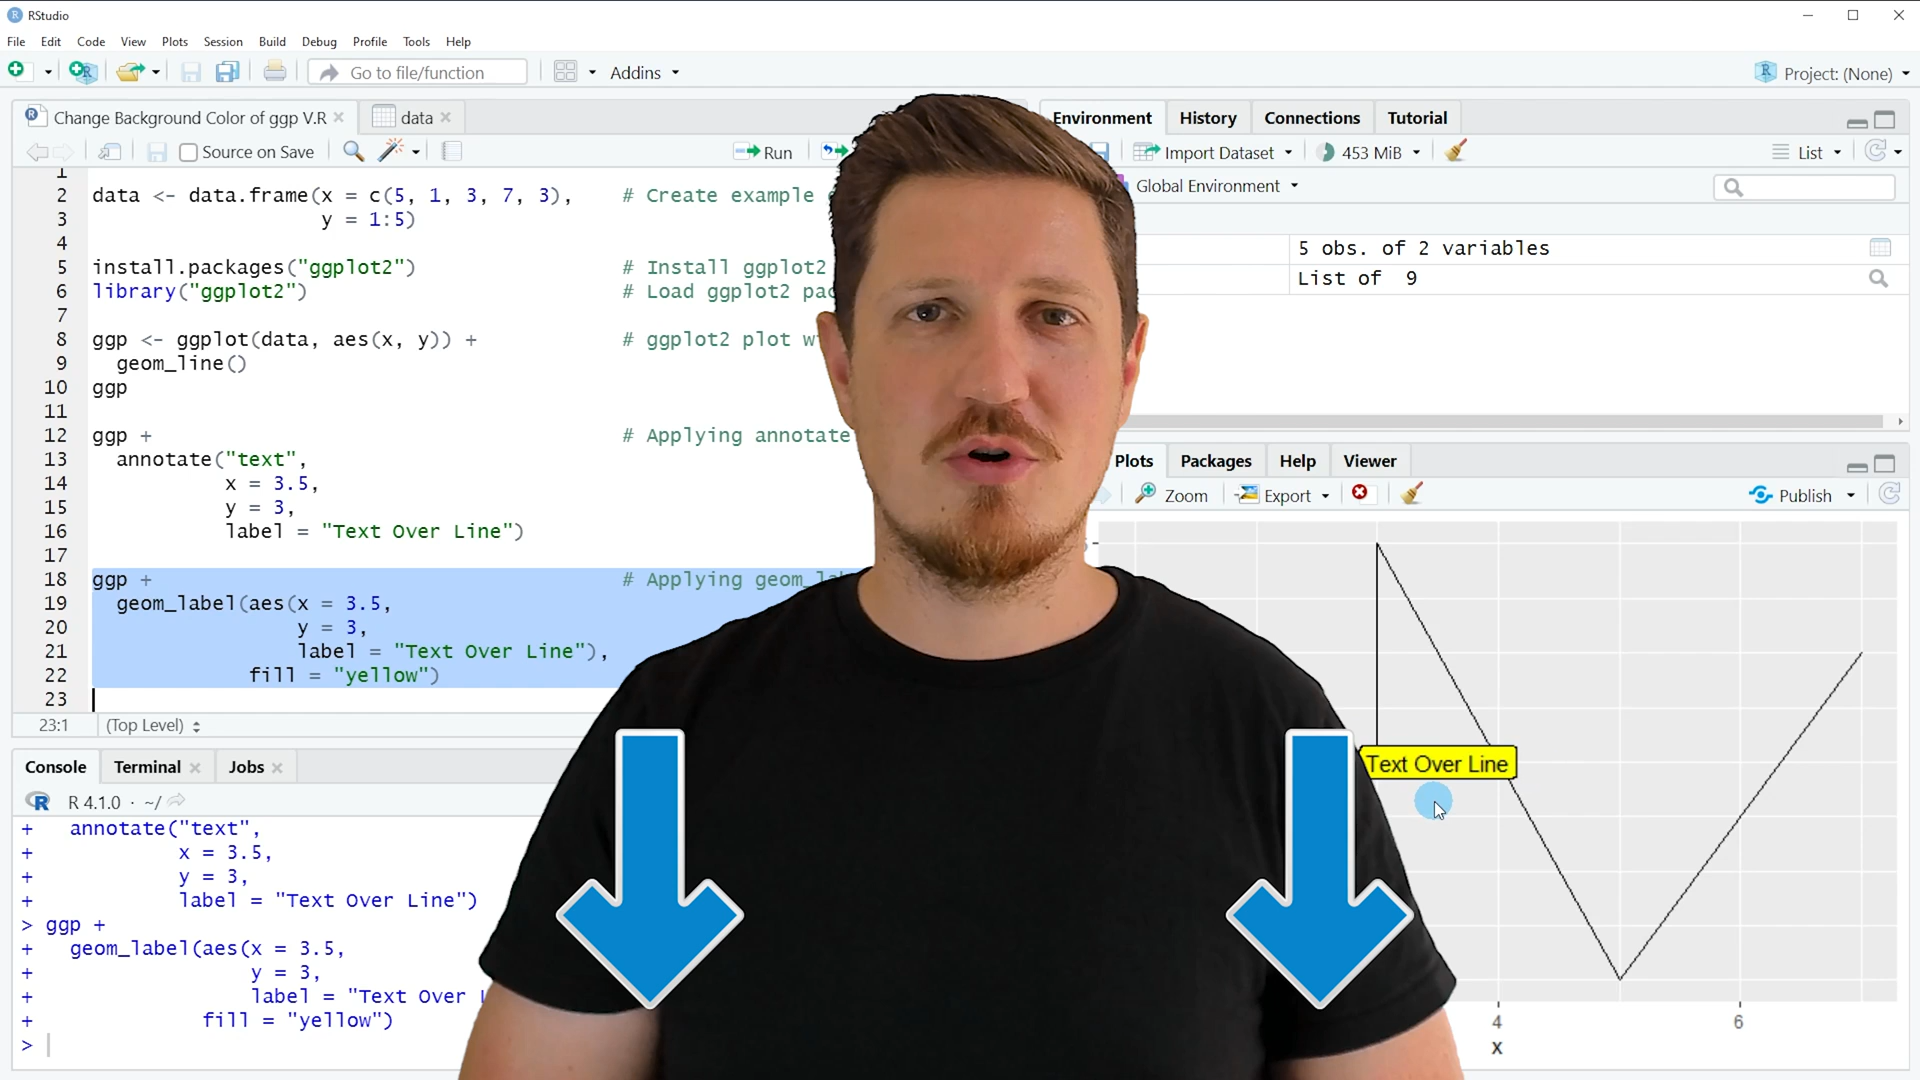 RStudio
File Edit Code View Plots Session Build Debug Profile Tools Help
Go to file/function Addins Project: (None)
Change Background Color of ggp V.R data
Source on Save Run
1
2 data <- data.frame(x = c(5, 1, 3, 7, 3), # Create example
3 y = 1:5)
4
5 install.packages("ggplot2") # Install ggplot2
6 library("ggplot2") # Load ggplot2
7
8 ggp <- ggplot(data, aes(x, y)) + # ggplot2 plot
9 geom_line()
10 ggp
11
12 ggp + # Applying annotate
13 annotate("text",
14 x = 3.5,
15 y = 3,
16 label = "Text Over Line")
17
18 ggp + # Applying
19 geom_label(aes(x = 3.5,
20 y = 3,
21 label = "Text Over Line"),
22 fill = "yellow")
23
23:1 (Top Level)
Console Terminal Jobs
R 4.1.0 · ~/
+ annotate("text",
+ x = 3.5,
+ y = 3,
+ label = "Text Over Line")
> ggp +
+ geom_label(aes(x = 3.5,
+ y = 3,
+ label = "Text Over
+ fill = "yellow")
>
Environment History Connections Tutorial
Import Dataset 453 MiB List
Global Environment
5 obs. of 2 variables
List of 9
Plots Packages Help Viewer
Zoom Export Publish
Text Over Line
4 6
x